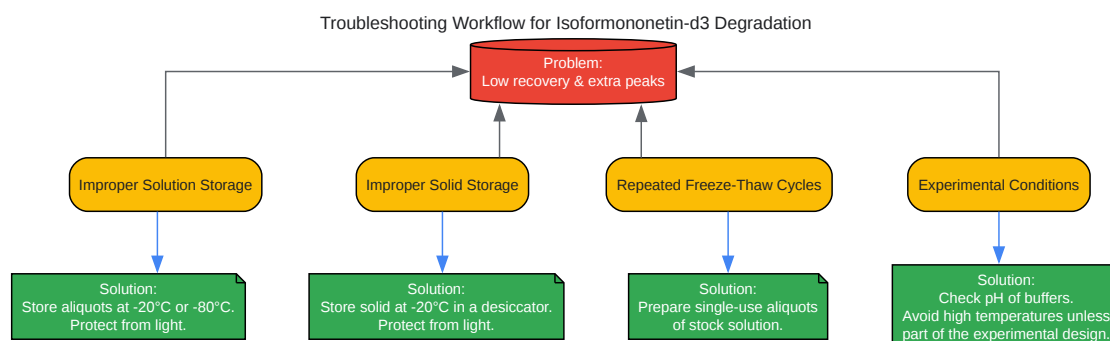 Troubleshooting Workflow for Isoformononetin-d3 Degradation
Problem:
Low recovery & extra peaks
Improper Solution Storage
Improper Solid Storage
Repeated Freeze-Thaw Cycles
Experimental Conditions
Solution:
Store aliquots at -20°C or -80°C.
Protect from light.
Solution:
Store solid at -20°C in a desiccator.
Protect from light.
Solution:
Prepare single-use aliquots
of stock solution.
Solution:
Check pH of buffers.
Avoid high temperatures unless
part of the experimental design.